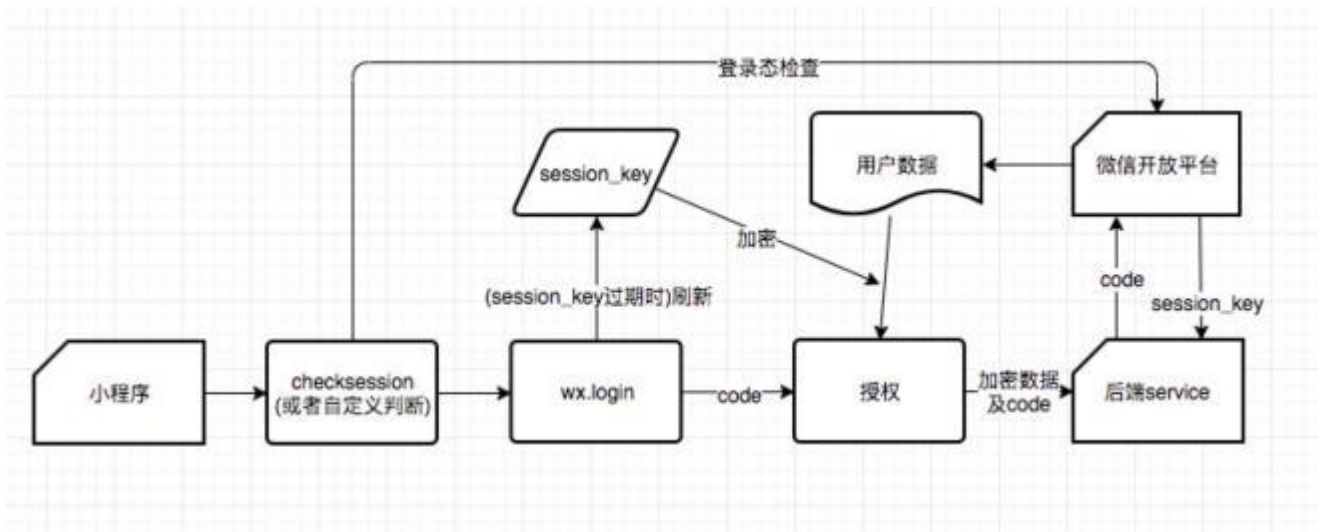 登录态检查
session_key
用户数据
微信开放平台
加密
(session_key过期时)刷新
code
session_key
小程序
checksession
(或者自定义判断)
wx.login
code
授权
加密数据
及code
后端service